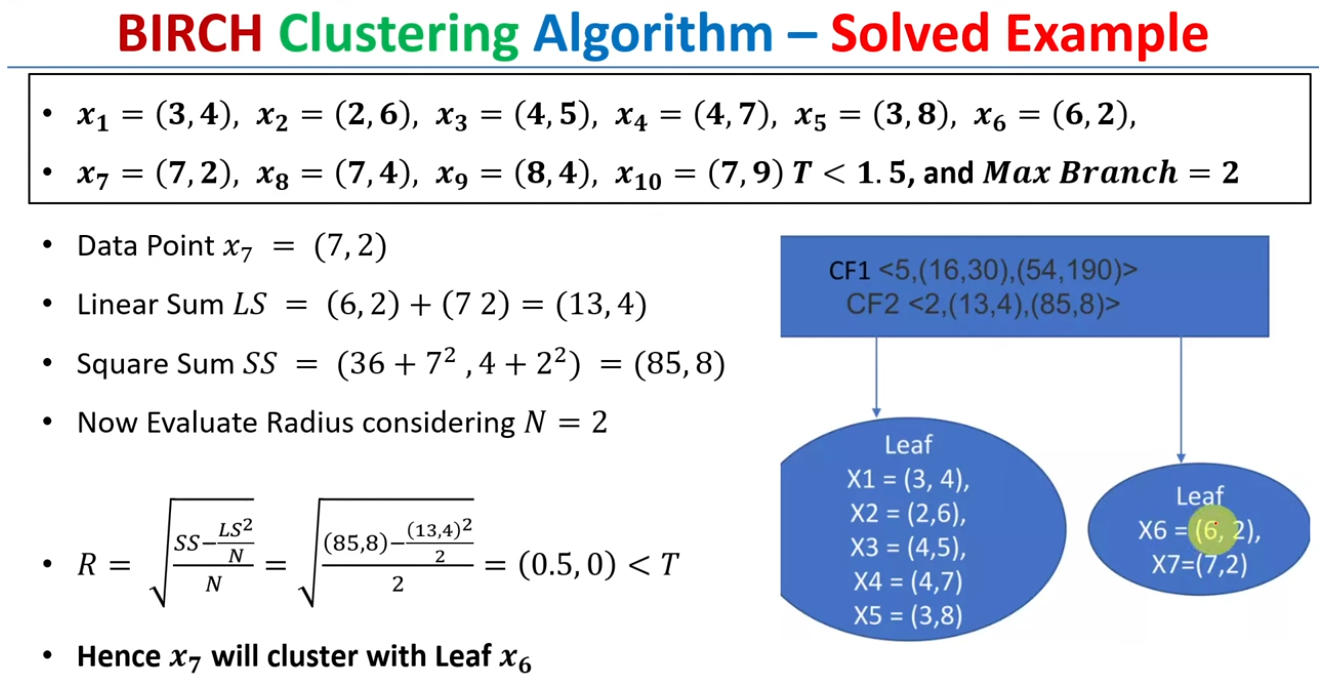 BIRCH Clustering Algorithm – Solved Example
• x₁ = (3, 4), x₂ = (2, 6), x₃ = (4, 5), x₄ = (4, 7), x₅ = (3, 8), x₆ = (6, 2),
• x₇ = (7, 2), x₈ = (7, 4), x₉ = (8, 4), x₁₀ = (7, 9) T < 1.5, and Max Branch = 2
• Data Point x₇ = (7, 2)
• Linear Sum LS = (6, 2) + (7 2) = (13, 4)
• Square Sum SS = (36 + 7², 4 + 2²) = (85, 8)
• Now Evaluate Radius considering N = 2
• R = √((SS−LS²/N)/N) = √(((85,8)−(13,4)²/2)/2) = (0.5, 0) < T
• Hence x₇ will cluster with Leaf x₆
CF1 <5,(16,30),(54,190)>
CF2 <2,(13,4),(85,8)>
Leaf
X1 = (3, 4),
X2 = (2,6),
X3 = (4,5),
X4 = (4,7)
X5 = (3,8)
Leaf
X6 = (6, 2),
X7=(7,2)